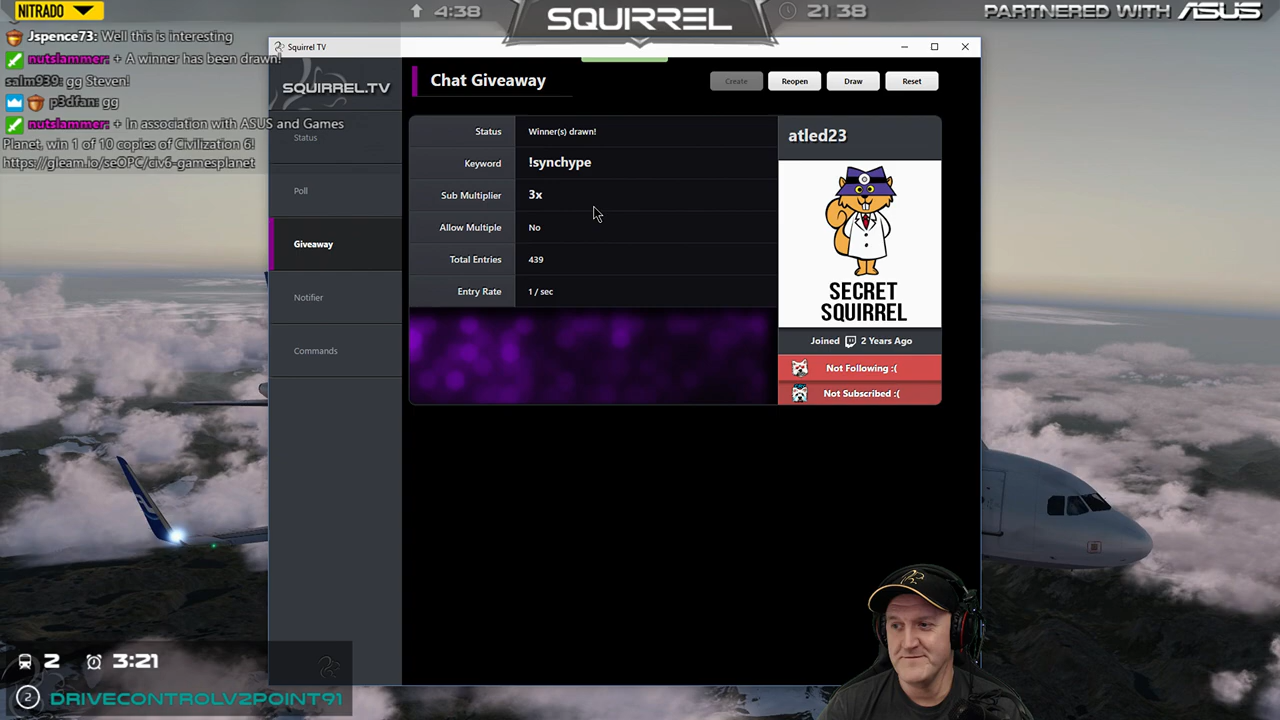 NITRADO
4:38
SQUIRREL
21 38
PARTNERED WITH ASUS
Jspence73: Well this is interesting
nutslammer: + A winner has been drawn!
salm939: gg Steven!
p3dfan: gg
nutslammer: + In association with ASUS and Games
Planet, win 1 of 10 copies of Civilization 6!
https://gleam.io/seOPC/civ6-gamesplanet
Squirrel TV
SQUIRREL.TV
Status
Poll
Giveaway
Notifier
Commands
Chat Giveaway
Create
Reopen
Draw
Reset
Status Winner(s) drawn!
Keyword !synchype
Sub Multiplier 3x
Allow Multiple No
Total Entries 439
Entry Rate 1 / sec
atled23
SECRET
SQUIRREL
Joined 2 Years Ago
Not Following :(
Not Subscribed :(
2 3:21
2 DRIVECONTROLV2POINT91